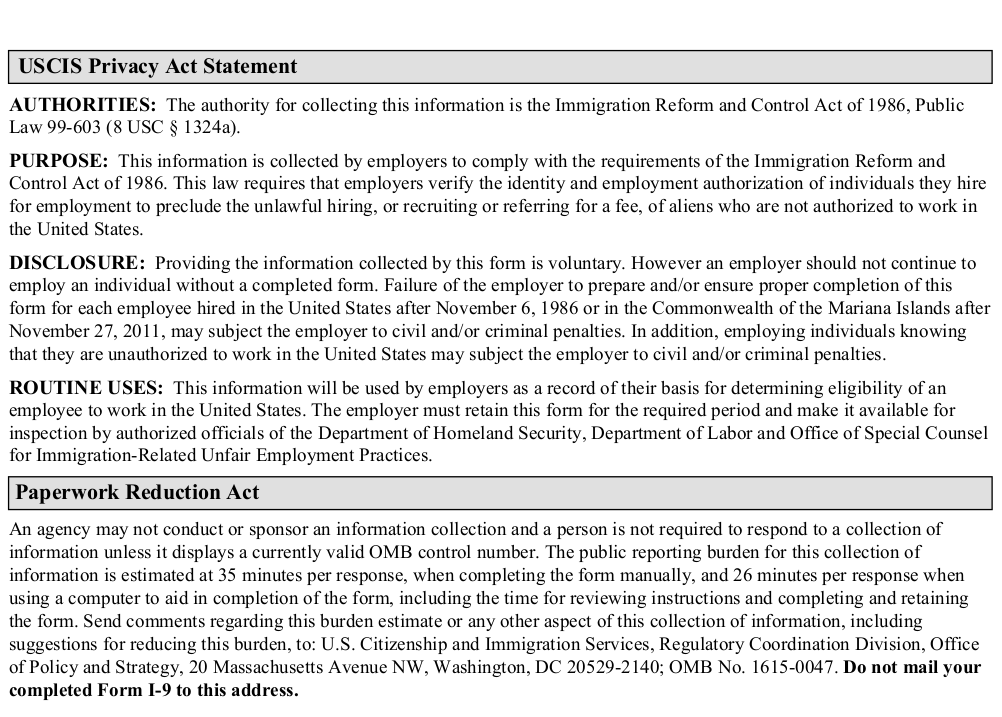 USCIS Privacy Act Statement
AUTHORITIES: The authority for collecting this information is the Immigration Reform and Control Act of 1986, Public
Law 99-603 (8 USC § 1324a).
PURPOSE: This information is collected by employers to comply with the requirements of the Immigration Reform and
Control Act of 1986. This law requires that employers verify the identity and employment authorization of individuals they hire
for employment to preclude the unlawful hiring, or recruiting or referring for a fee, of aliens who are not authorized to work in
the United States.
DISCLOSURE: Providing the information collected by this form is voluntary. However an employer should not continue to
employ an individual without a completed form. Failure of the employer to prepare and/or ensure proper completion of this
form for each employee hired in the United States after November 6, 1986 or in the Commonwealth of the Mariana Islands after
November 27, 2011, may subject the employer to civil and/or criminal penalties. In addition, employing individuals knowing
that they are unauthorized to work in the United States may subject the employer to civil and/or criminal penalties.
ROUTINE USES: This information will be used by employers as a record of their basis for determining eligibility of an
employee to work in the United States. The employer must retain this form for the required period and make it available for
inspection by authorized officials of the Department of Homeland Security, Department of Labor and Office of Special Counsel
for Immigration-Related Unfair Employment Practices.
Paperwork Reduction Act
An agency may not conduct or sponsor an information collection and a person is not required to respond to a collection of
information unless it displays a currently valid OMB control number. The public reporting burden for this collection of
information is estimated at 35 minutes per response, when completing the form manually, and 26 minutes per response when
using a computer to aid in completion of the form, including the time for reviewing instructions and completing and retaining
the form. Send comments regarding this burden estimate or any other aspect of this collection of information, including
suggestions for reducing this burden, to: U.S. Citizenship and Immigration Services, Regulatory Coordination Division, Office
of Policy and Strategy, 20 Massachusetts Avenue NW, Washington, DC 20529-2140; OMB No. 1615-0047. Do not mail your
completed Form I-9 to this address.